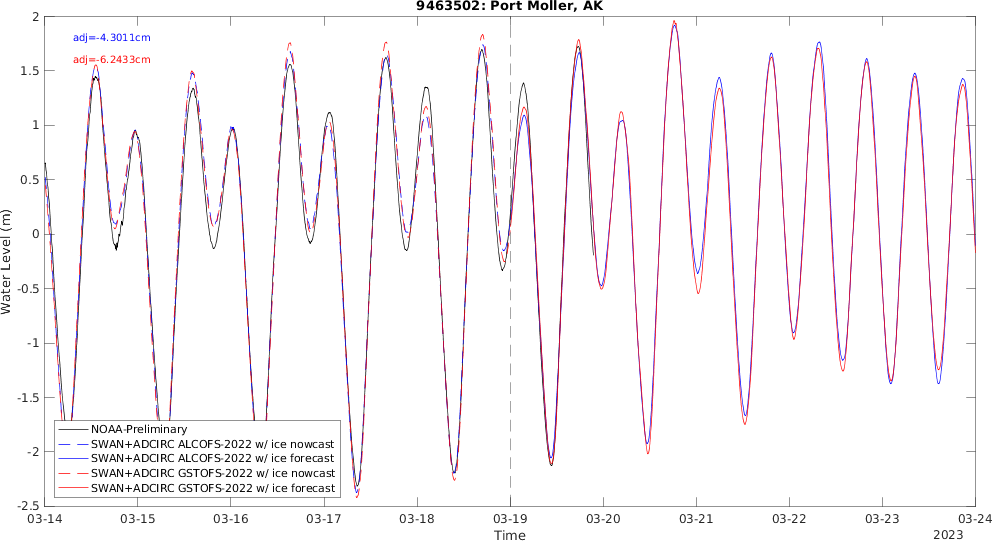 9463502: Port Moller, AK
adj=-4.3011cm
adj=-6.2433cm
2
1.5
1
0.5
0
-0.5
-1
-1.5
-2
-2.5
Water Level (m)
NOAA-Preliminary
SWAN+ADCIRC ALCOFS-2022 w/ ice nowcast
SWAN+ADCIRC ALCOFS-2022 w/ ice forecast
SWAN+ADCIRC GSTOFS-2022 w/ ice nowcast
SWAN+ADCIRC GSTOFS-2022 w/ ice forecast
03-14 03-15 03-16 03-17 03-18 03-19 03-20 03-21 03-22 03-23 03-24
Time
2023